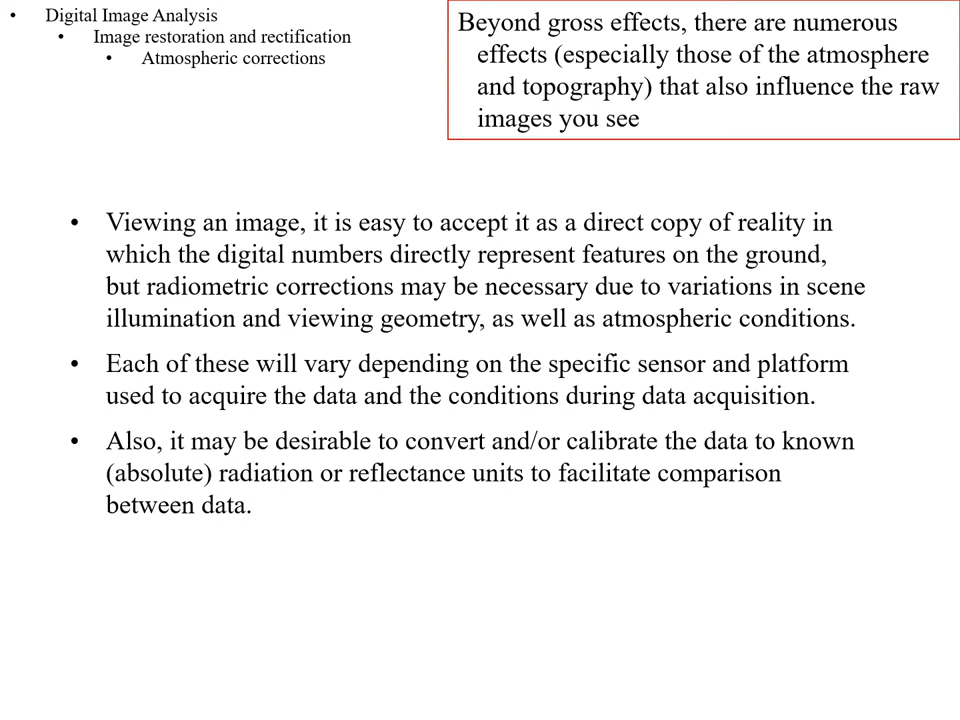 • Digital Image Analysis
• Image restoration and rectification
• Atmospheric corrections
Beyond gross effects, there are numerous
effects (especially those of the atmosphere
and topography) that also influence the raw
images you see
• Viewing an image, it is easy to accept it as a direct copy of reality in
which the digital numbers directly represent features on the ground,
but radiometric corrections may be necessary due to variations in scene
illumination and viewing geometry, as well as atmospheric conditions.
• Each of these will vary depending on the specific sensor and platform
used to acquire the data and the conditions during data acquisition.
• Also, it may be desirable to convert and/or calibrate the data to known
(absolute) radiation or reflectance units to facilitate comparison
between data.